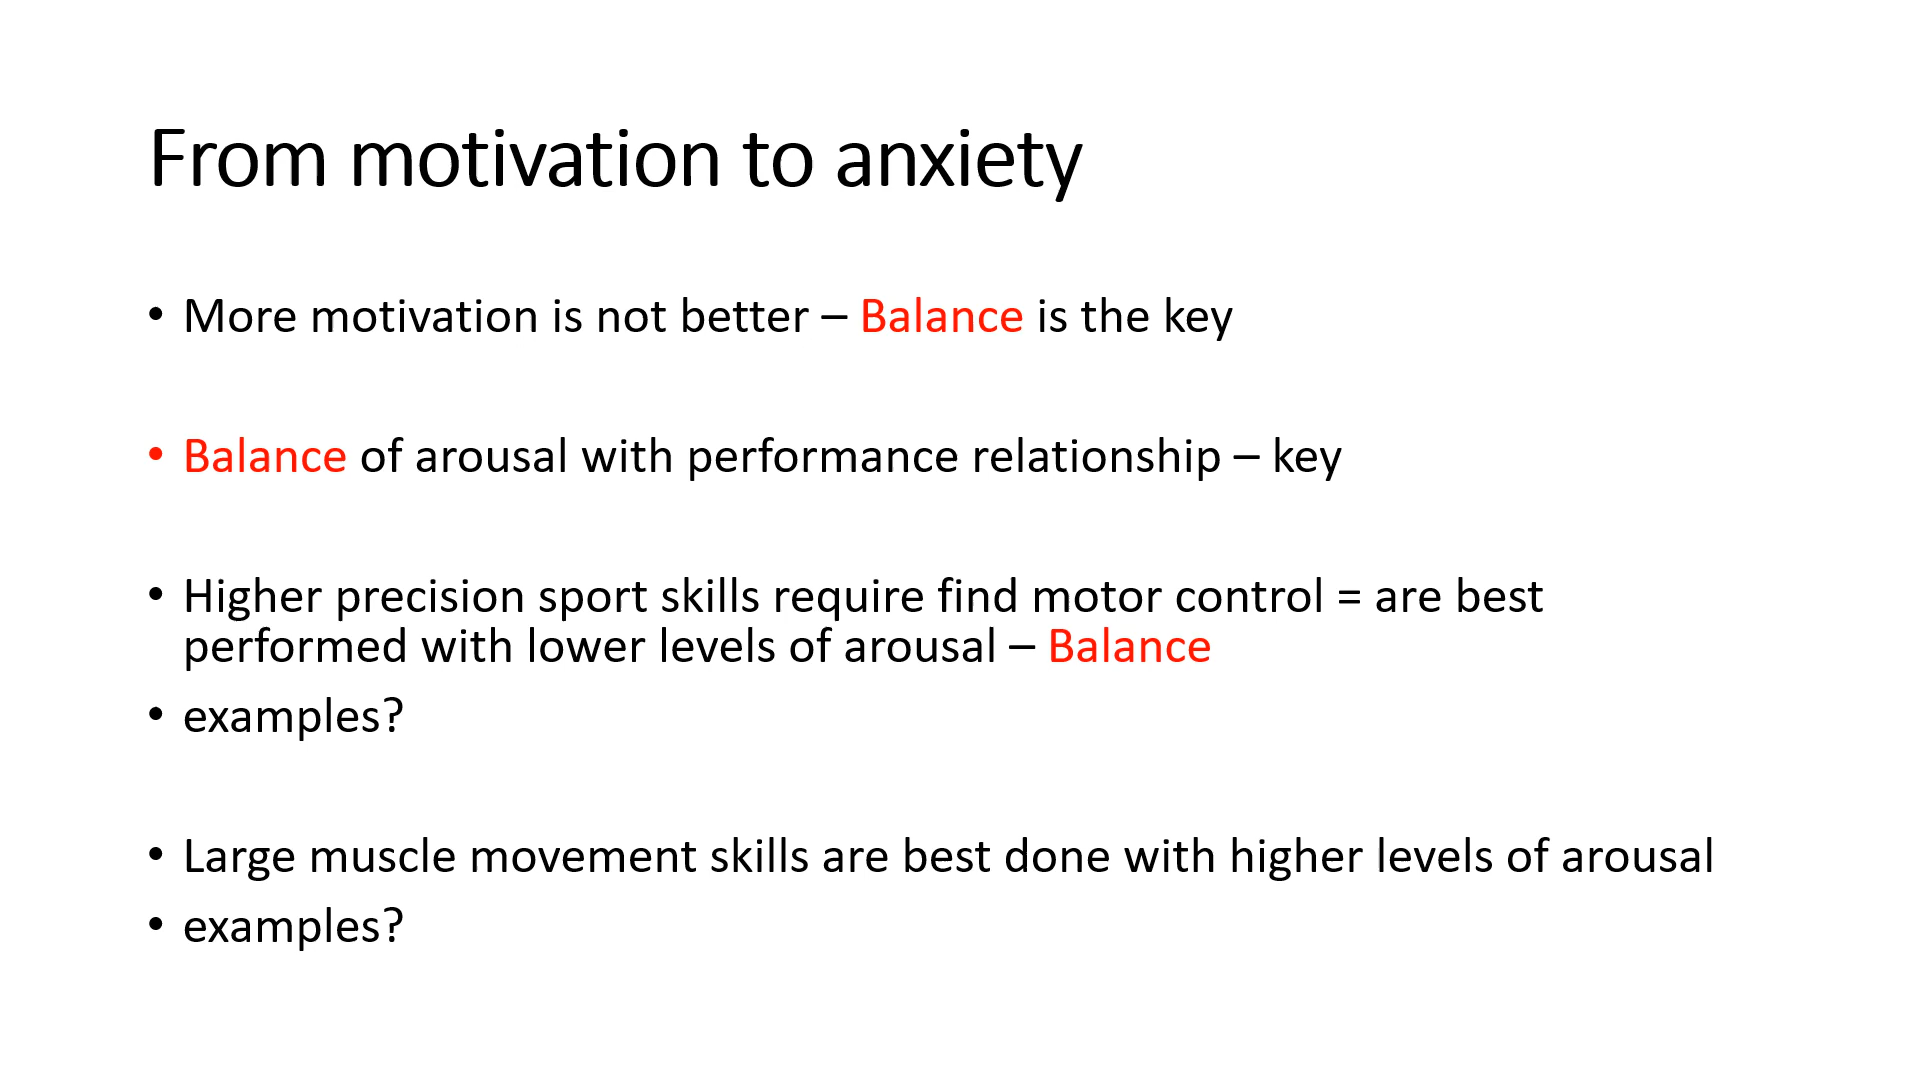 From motivation to anxiety
• More motivation is not better – Balance is the key
• Balance of arousal with performance relationship – key
• Higher precision sport skills require find motor control = are best
performed with lower levels of arousal – Balance
• examples?
• Large muscle movement skills are best done with higher levels of arousal
• examples?